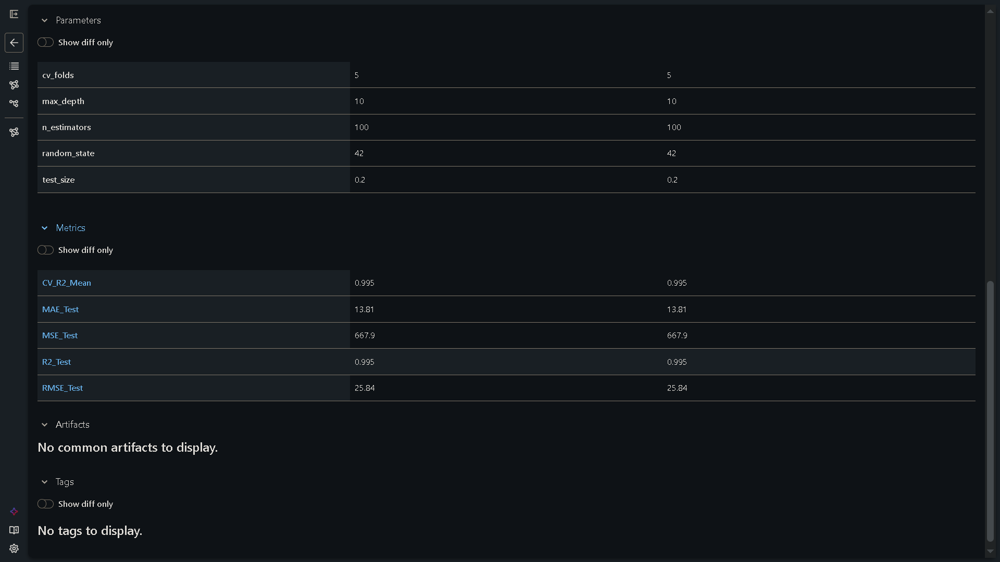 Parameters
Show diff only
cv_folds 5 5
max_depth 10 10
n_estimators 100 100
random_state 42 42
test_size 0.2 0.2
Metrics
Show diff only
CV_R2_Mean 0.995 0.995
MAE_Test 13.81 13.81
MSE_Test 667.9 667.9
R2_Test 0.995 0.995
RMSE_Test 25.84 25.84
Artifacts
No common artifacts to display.
Tags
Show diff only
No tags to display.